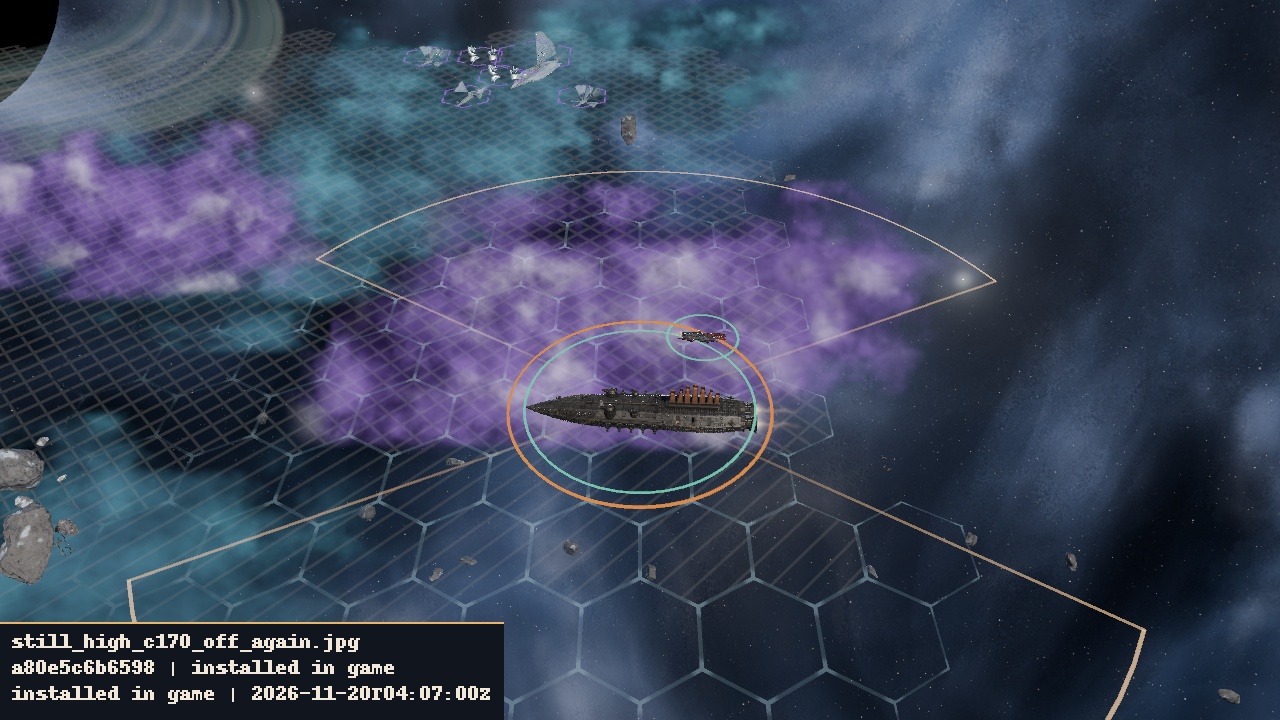 still_high_c170_off_again.jpg
a80e5c6b6598 | installed in game
installed in game | 2026-11-20T04:07:00Z